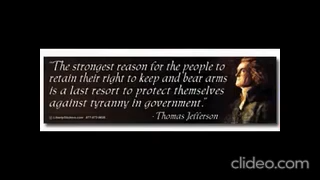 "The strongest reason for the people to
retain their right to keep and bear arms
is a last resort to protect themselves
against tyranny in government."
- Thomas Jefferson
clideo.com